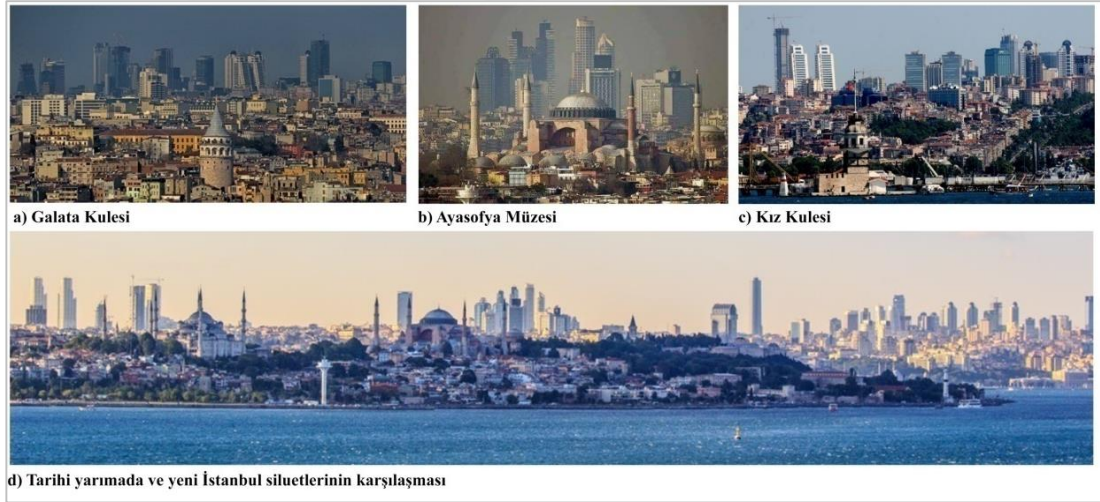 a) Galata Kulesi
b) Ayasofya Müzesi
c) Kız Kulesi
d) Tarihi yarımada ve yeni İstanbul siluetlerinin karşılaşması